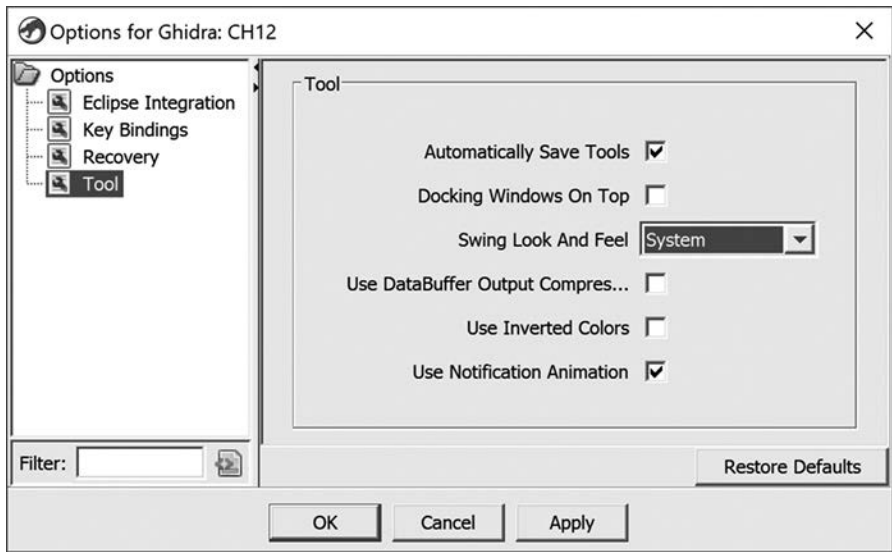 Options for Ghidra: CH12
Options
Eclipse Integration
Key Bindings
Recovery
Tool
Filter:
Tool
Automatically Save Tools
Docking Windows On Top
Swing Look And Feel System
Use DataBuffer Output Compres...
Use Inverted Colors
Use Notification Animation
Restore Defaults
OK Cancel Apply